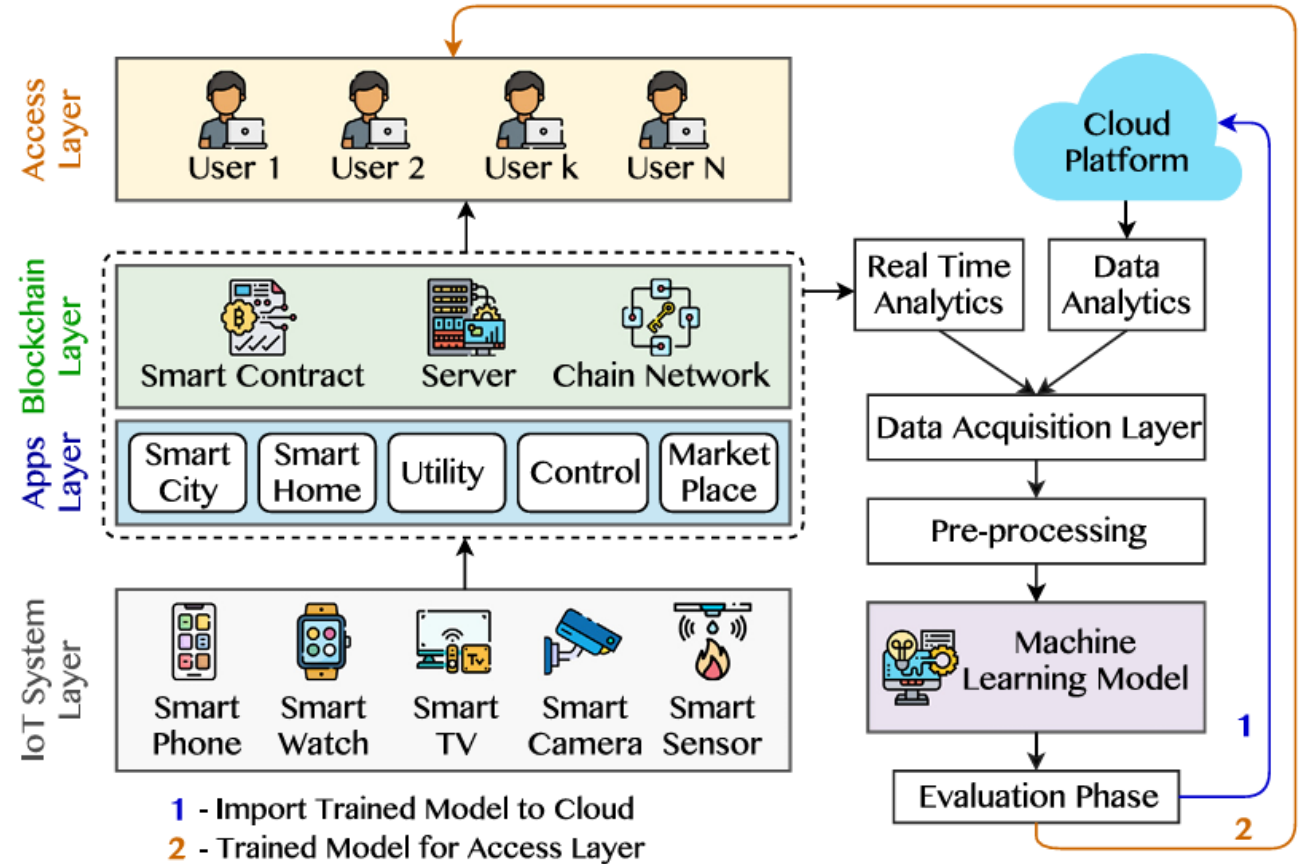 Access
Layer
User 1
User 2
User k
User N
Cloud
Platform
Blockchain
Layer
Smart Contract
Server
Chain Network
Real Time
Analytics
Data
Analytics
Apps
Layer
Smart
City
Smart
Home
Utility
Control
Market
Place
Data Acquisition Layer
Pre-processing
IoT System
Layer
Smart
Phone
Smart
Watch
Tv
Smart
TV
Smart
Camera
Smart
Sensor
Machine
Learning Model
Evaluation Phase
1
2
1 - Import Trained Model to Cloud
2 - Trained Model for Access Layer